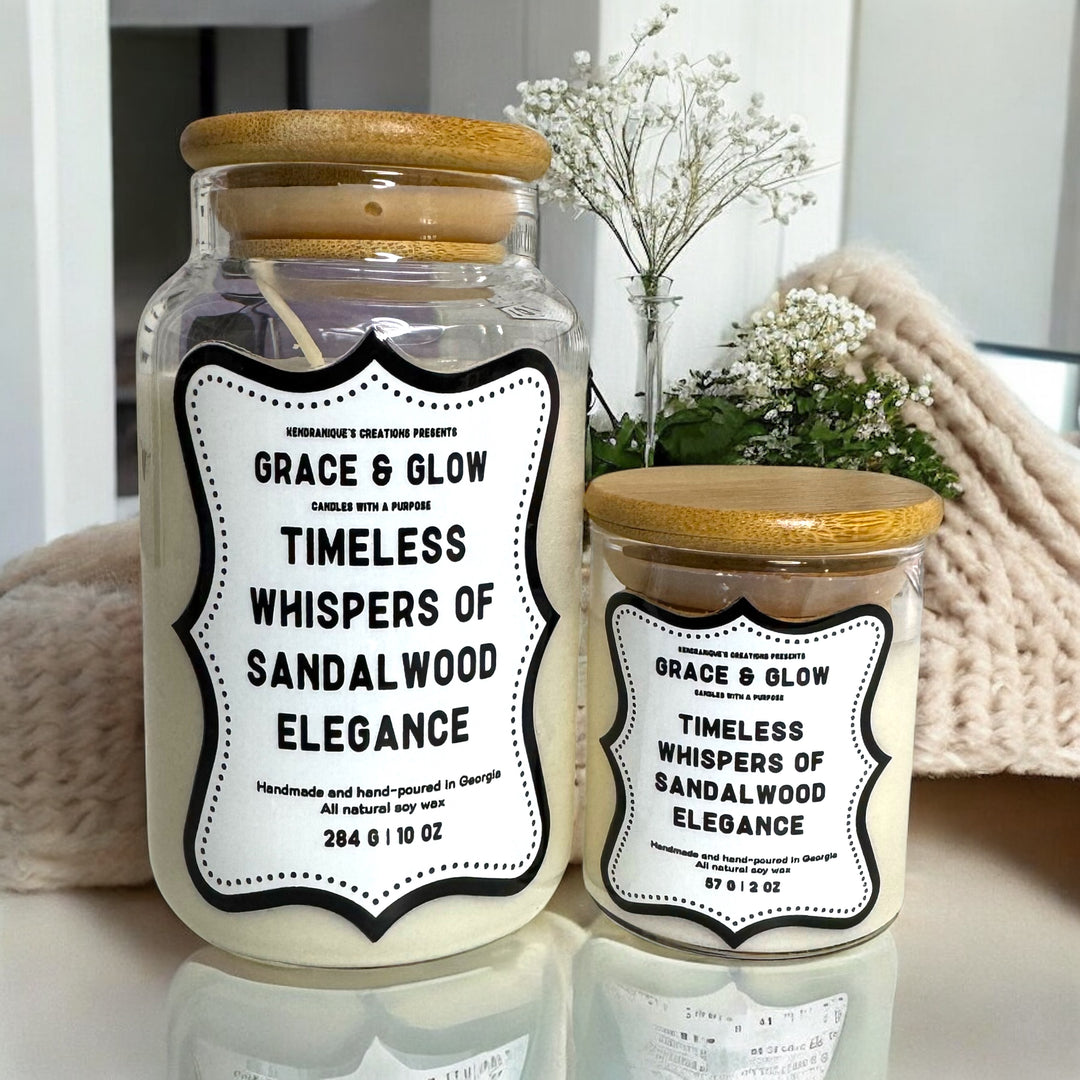 KENDRANIQUE'S CREATIONS PRESENTS
GRACE & GLOW
CANDLES WITH A PURPOSE
TIMELESS
WHISPERS OF
SANDALWOOD
ELEGANCE
Handmade and hand-poured in Georgia
All natural soy wax
284 G | 10 OZ
KENDRANIQUE'S CREATIONS PRESENTS
GRACE & GLOW
CANDLES WITH A PURPOSE
TIMELESS
WHISPERS OF
SANDALWOOD
ELEGANCE
Handmade and hand-poured in Georgia
All natural soy wax
57 G | 2 OZ